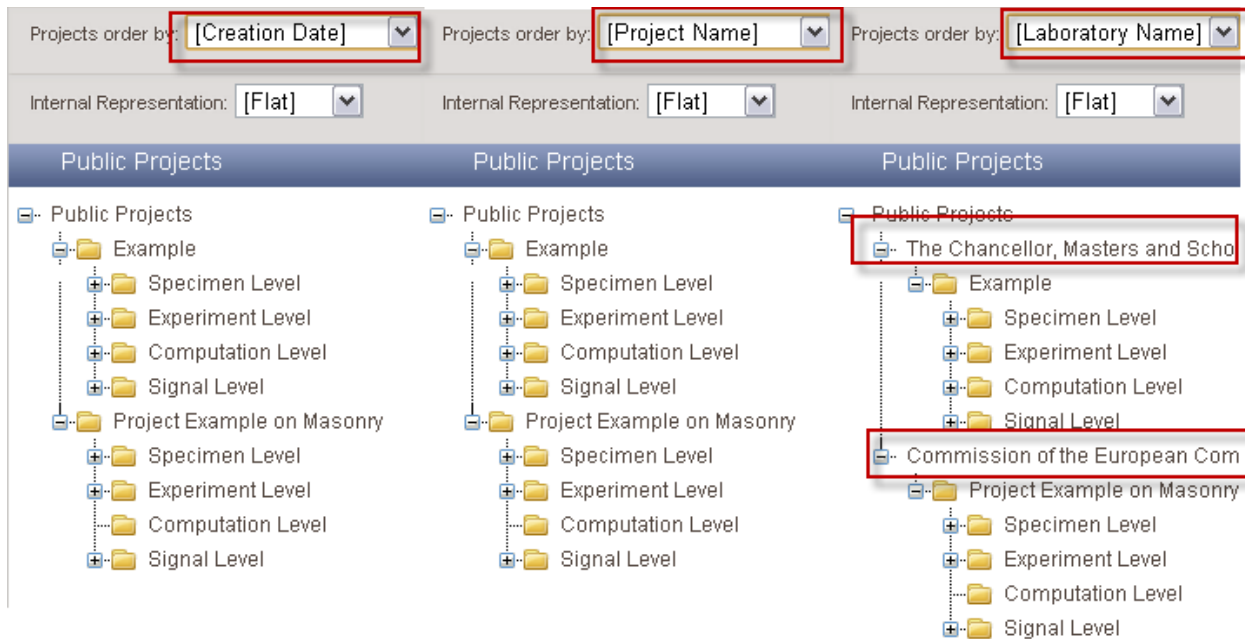 Projects order by: [Creation Date]
Internal Representation: [Flat]
Public Projects
Public Projects
Example
Specimen Level
Experiment Level
Computation Level
Signal Level
Project Example on Masonry
Specimen Level
Experiment Level
Computation Level
Signal Level
Projects order by: [Project Name]
Internal Representation: [Flat]
Public Projects
Public Projects
Example
Specimen Level
Experiment Level
Computation Level
Signal Level
Project Example on Masonry
Specimen Level
Experiment Level
Computation Level
Signal Level
Projects order by: [Laboratory Name]
Internal Representation: [Flat]
Public Projects
Public Projects
The Chancellor, Masters and Scho
Example
Specimen Level
Experiment Level
Computation Level
Signal Level
Commission of the European Com
Project Example on Masonry
Specimen Level
Experiment Level
Computation Level
Signal Level